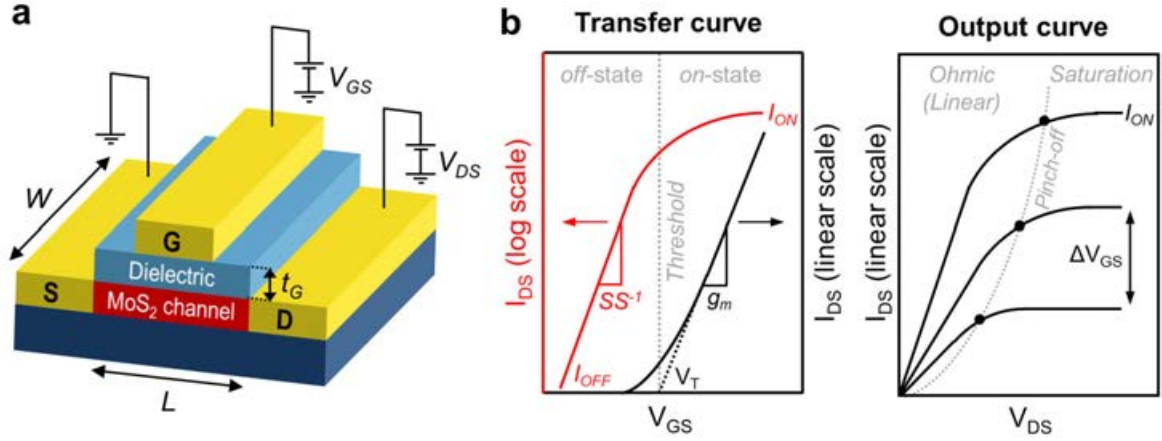 a
V_GS
V_DS
W
G
Dielectric
t_G
S
MoS₂ channel
D
L
b
Transfer curve
off-state
on-state
I_ON
I_DS (log scale)
Threshold
SS⁻¹
g_m
I_OFF
V_T
I_DS (linear scale)
V_GS
Output curve
Ohmic
(Linear)
Saturation
I_ON
Pinch-off
ΔV_GS
I_DS (linear scale)
V_DS